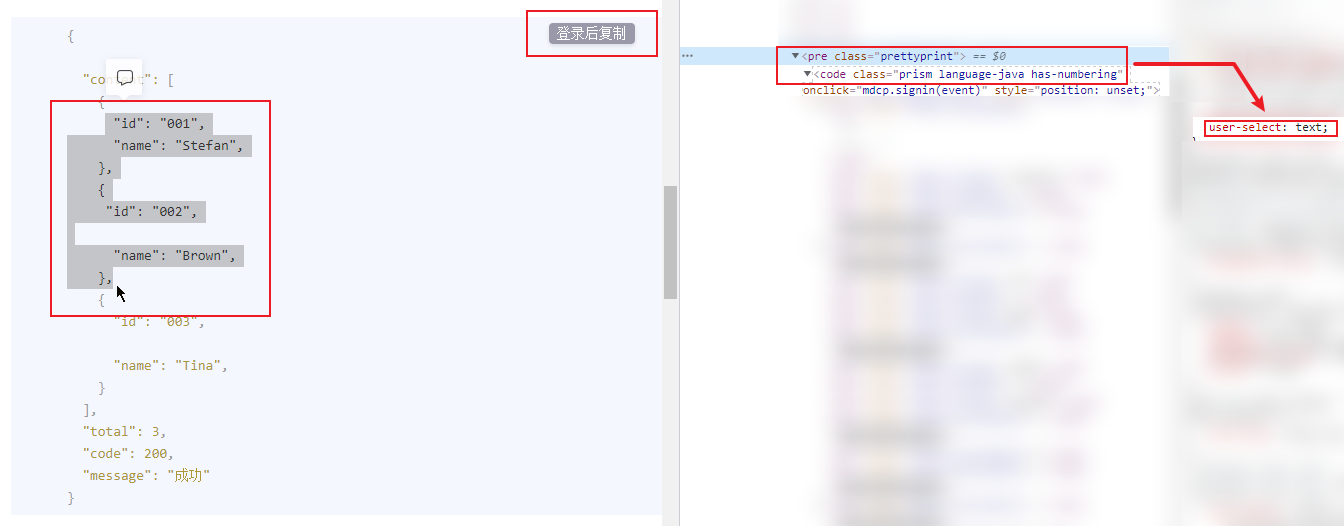 {
登录后复制
": [
{
"id": "001",
"name": "Stefan",
},
{
"id": "002",
"name": "Brown",
},
{
"id": "003",
"name": "Tina",
}
],
"total": 3,
"code": 200,
"message": "成功"
}
<pre class="prettyprint"> == $0
<code class="prism language-java has-numbering"
onclick="mdcp.signin(event)" style="position: unset;">
user-select: text;